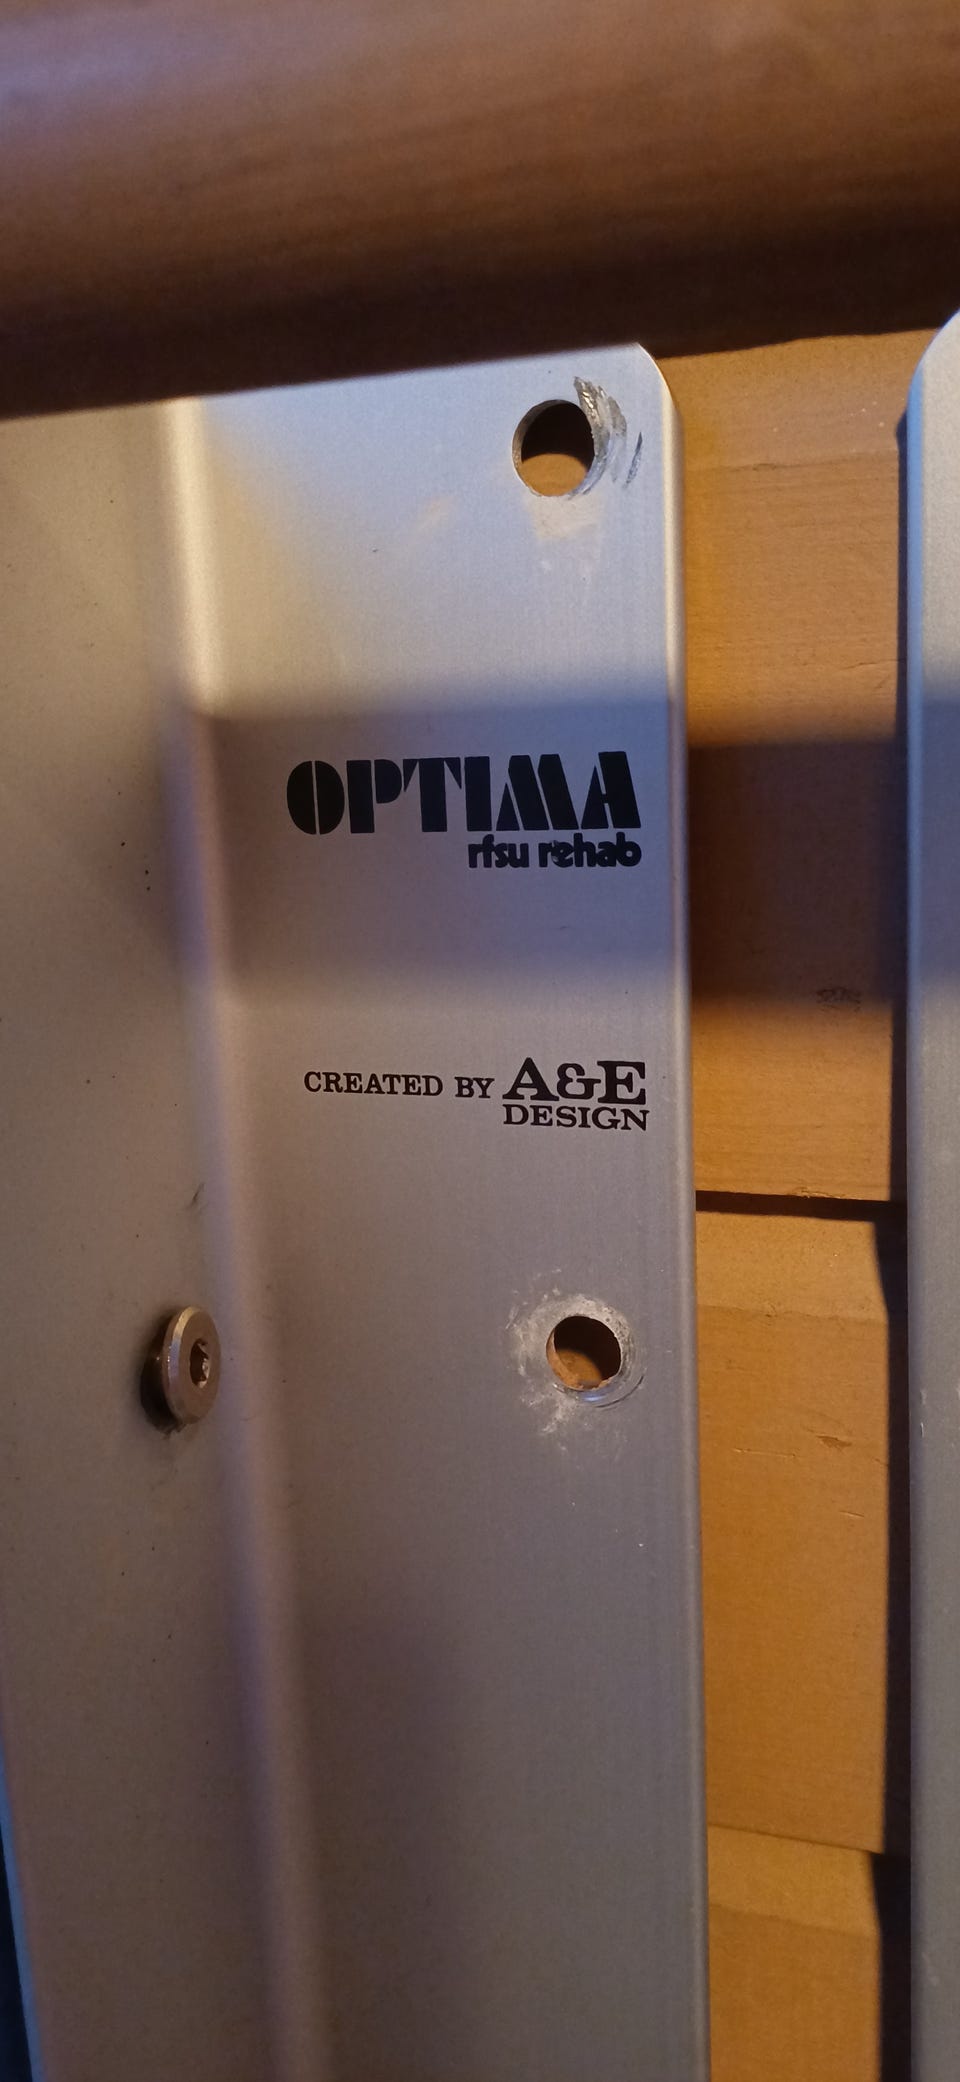 OPTIMA
rfsu rehab
CREATED BY A&E
DESIGN